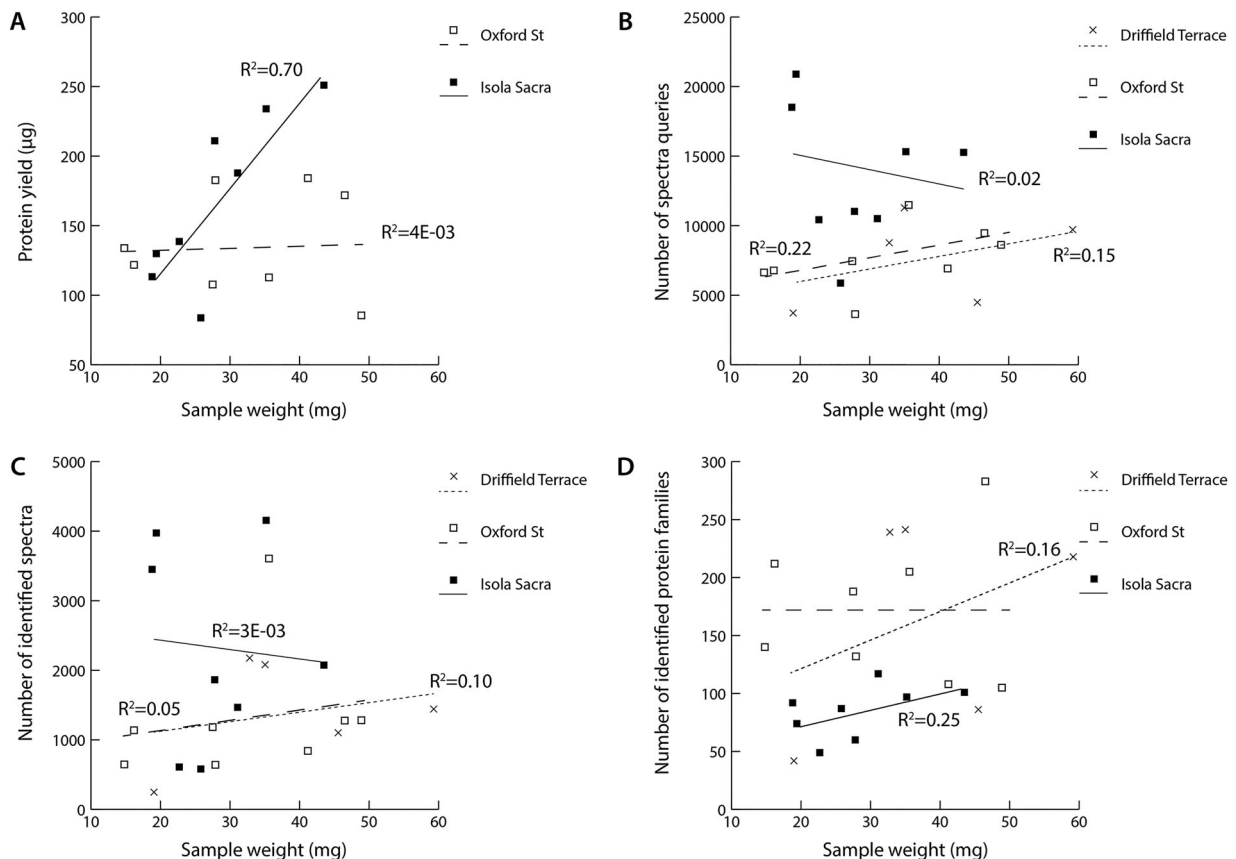 A
300
250
200
150
100
50
10
20
30
40
50
60
Protein yield (µg)
Sample weight (mg)
R²=0.70
R²=4E-03
Oxford St
Isola Sacra
B
25000
20000
15000
10000
5000
0
10
20
30
40
50
60
Number of spectra queries
Sample weight (mg)
R²=0.02
R²=0.22
R²=0.15
Driffield Terrace
Oxford St
Isola Sacra
C
5000
4000
3000
2000
1000
0
10
20
30
40
50
60
Number of identified spectra
Sample weight (mg)
R²=3E-03
R²=0.05
R²=0.10
Driffield Terrace
Oxford St
Isola Sacra
D
300
250
200
150
100
50
0
10
20
30
40
50
60
Number of identified protein families
Sample weight (mg)
R²=0.16
R²=0.25
Driffield Terrace
Oxford St
Isola Sacra